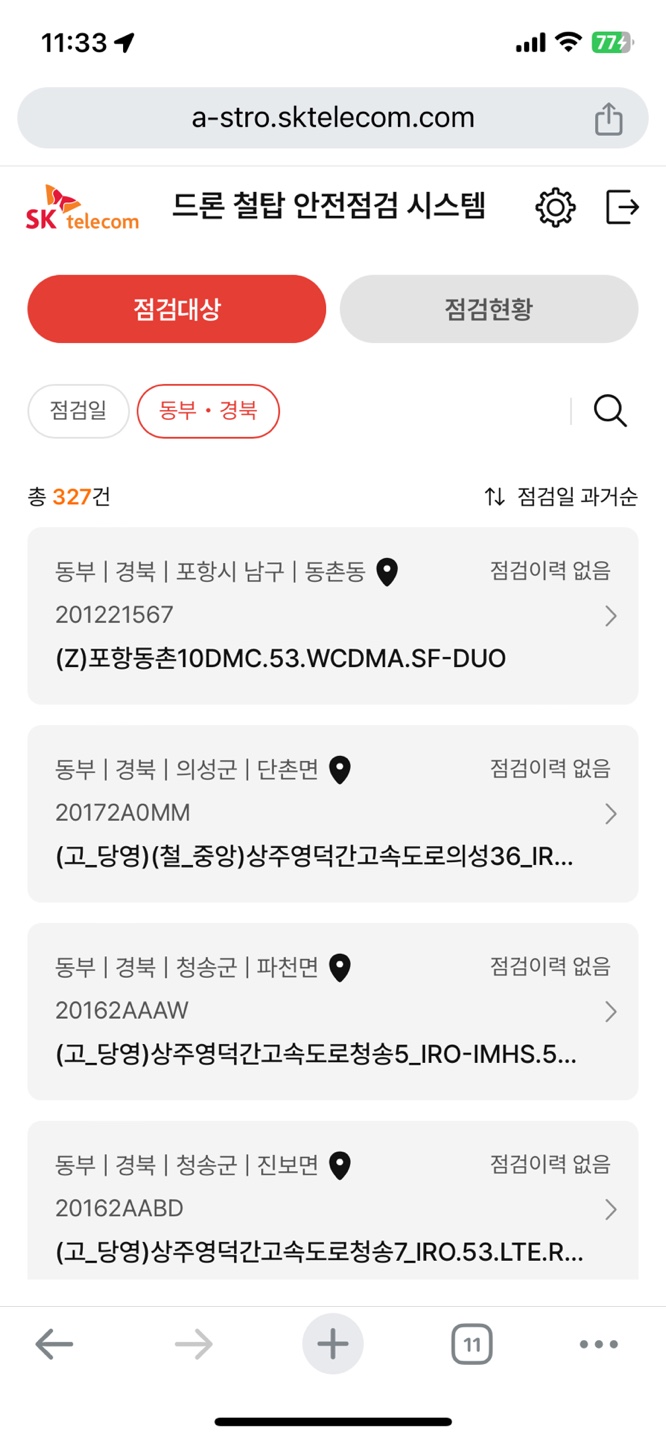 11:33
77
a-stro.sktelecom.com
SK telecom
드론 철탑 안전점검 시스템
점검대상
점검현황
점검일
동부・경북
총 327건
점검일 과거순
동부 | 경북 | 포항시 남구 | 동촌동
점검이력 없음
201221567
(Z)포항동촌10DMC.53.WCDMA.SF-DUO
동부 | 경북 | 의성군 | 단촌면
점검이력 없음
20172A0MM
(고_당영)(철_중앙)상주영덕간고속도로의성36_IR...
동부 | 경북 | 청송군 | 파천면
점검이력 없음
20162AAAW
(고_당영)상주영덕간고속도로청송5_IRO-IMHS.5...
동부 | 경북 | 청송군 | 진보면
점검이력 없음
20162AABD
(고_당영)상주영덕간고속도로청송7_IRO.53.LTE.R...
11